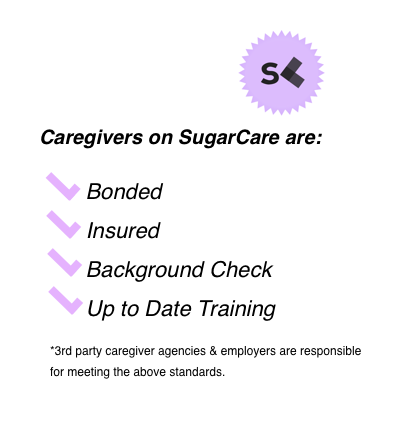 S
Caregivers on SugarCare are:
Bonded
Insured
Background Check
Up to Date Training
*3rd party caregiver agencies & employers are responsible
for meeting the above standards.